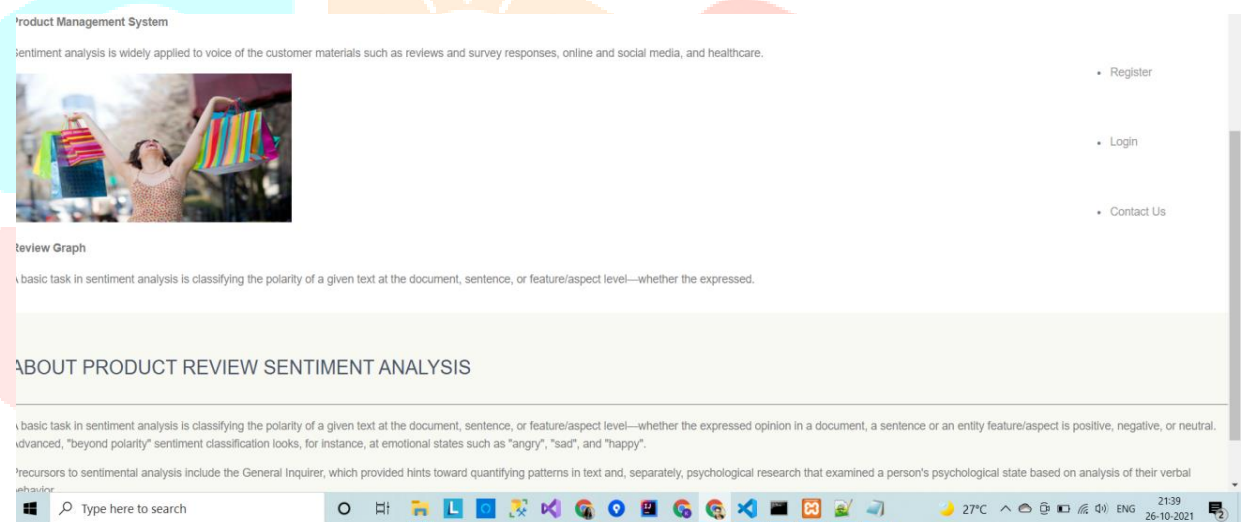 Product Management System
Sentiment analysis is widely applied to voice of the customer materials such as reviews and survey responses, online and social media, and healthcare.
• Register
• Login
• Contact Us
Review Graph
A basic task in sentiment analysis is classifying the polarity of a given text at the document, sentence, or feature/aspect level—whether the expressed.
ABOUT PRODUCT REVIEW SENTIMENT ANALYSIS
A basic task in sentiment analysis is classifying the polarity of a given text at the document, sentence, or feature/aspect level—whether the expressed opinion in a document, a sentence or an entity feature/aspect is positive, negative, or neutral.
Advanced, "beyond polarity" sentiment classification looks, for instance, at emotional states such as "angry", "sad", and "happy".
Precursors to sentimental analysis include the General Inquirer, which provided hints toward quantifying patterns in text and, separately, psychological research that examined a person's psychological state based on analysis of their verbal
behavior
Type here to search
27°C ENG
21:39
26-10-2021
2